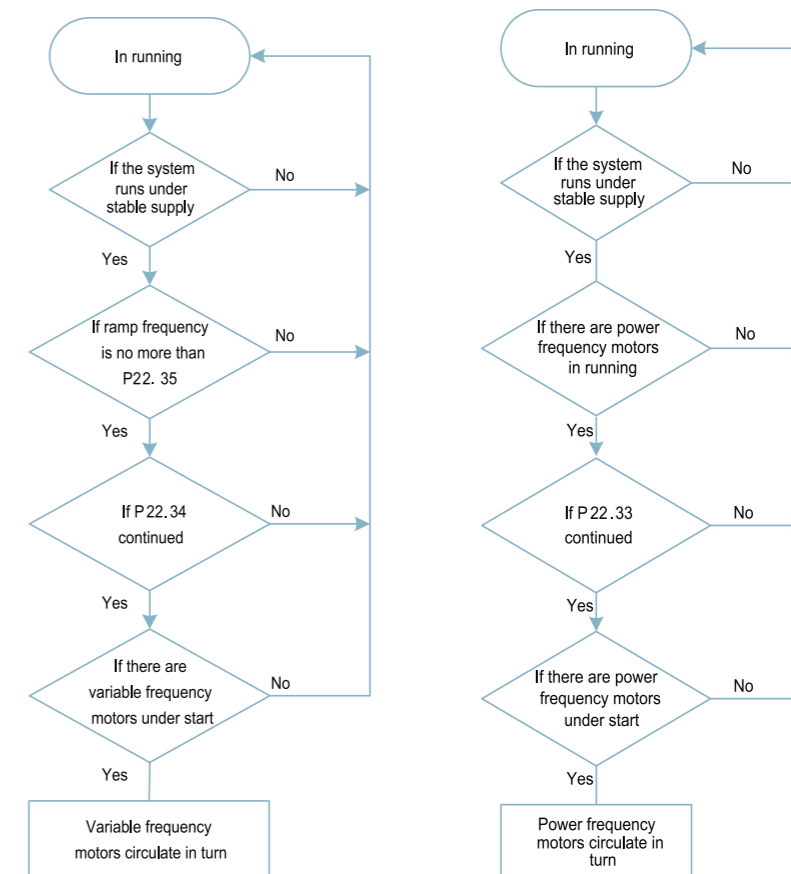 In running
If the system
runs under
stable supply
No
Yes
If ramp frequency
is no more than
P22. 35
No
Yes
If P22.34
continued
No
Yes
If there are
variable frequency
motors under start
No
Yes
Variable frequency
motors circulate in turn
In running
If the system
runs under
stable supply
No
Yes
If there are power
frequency motors
in running
No
Yes
If P22.33
continued
No
Yes
If there are power
frequency motors
under start
No
Yes
Power frequency
motors circulate in
turn